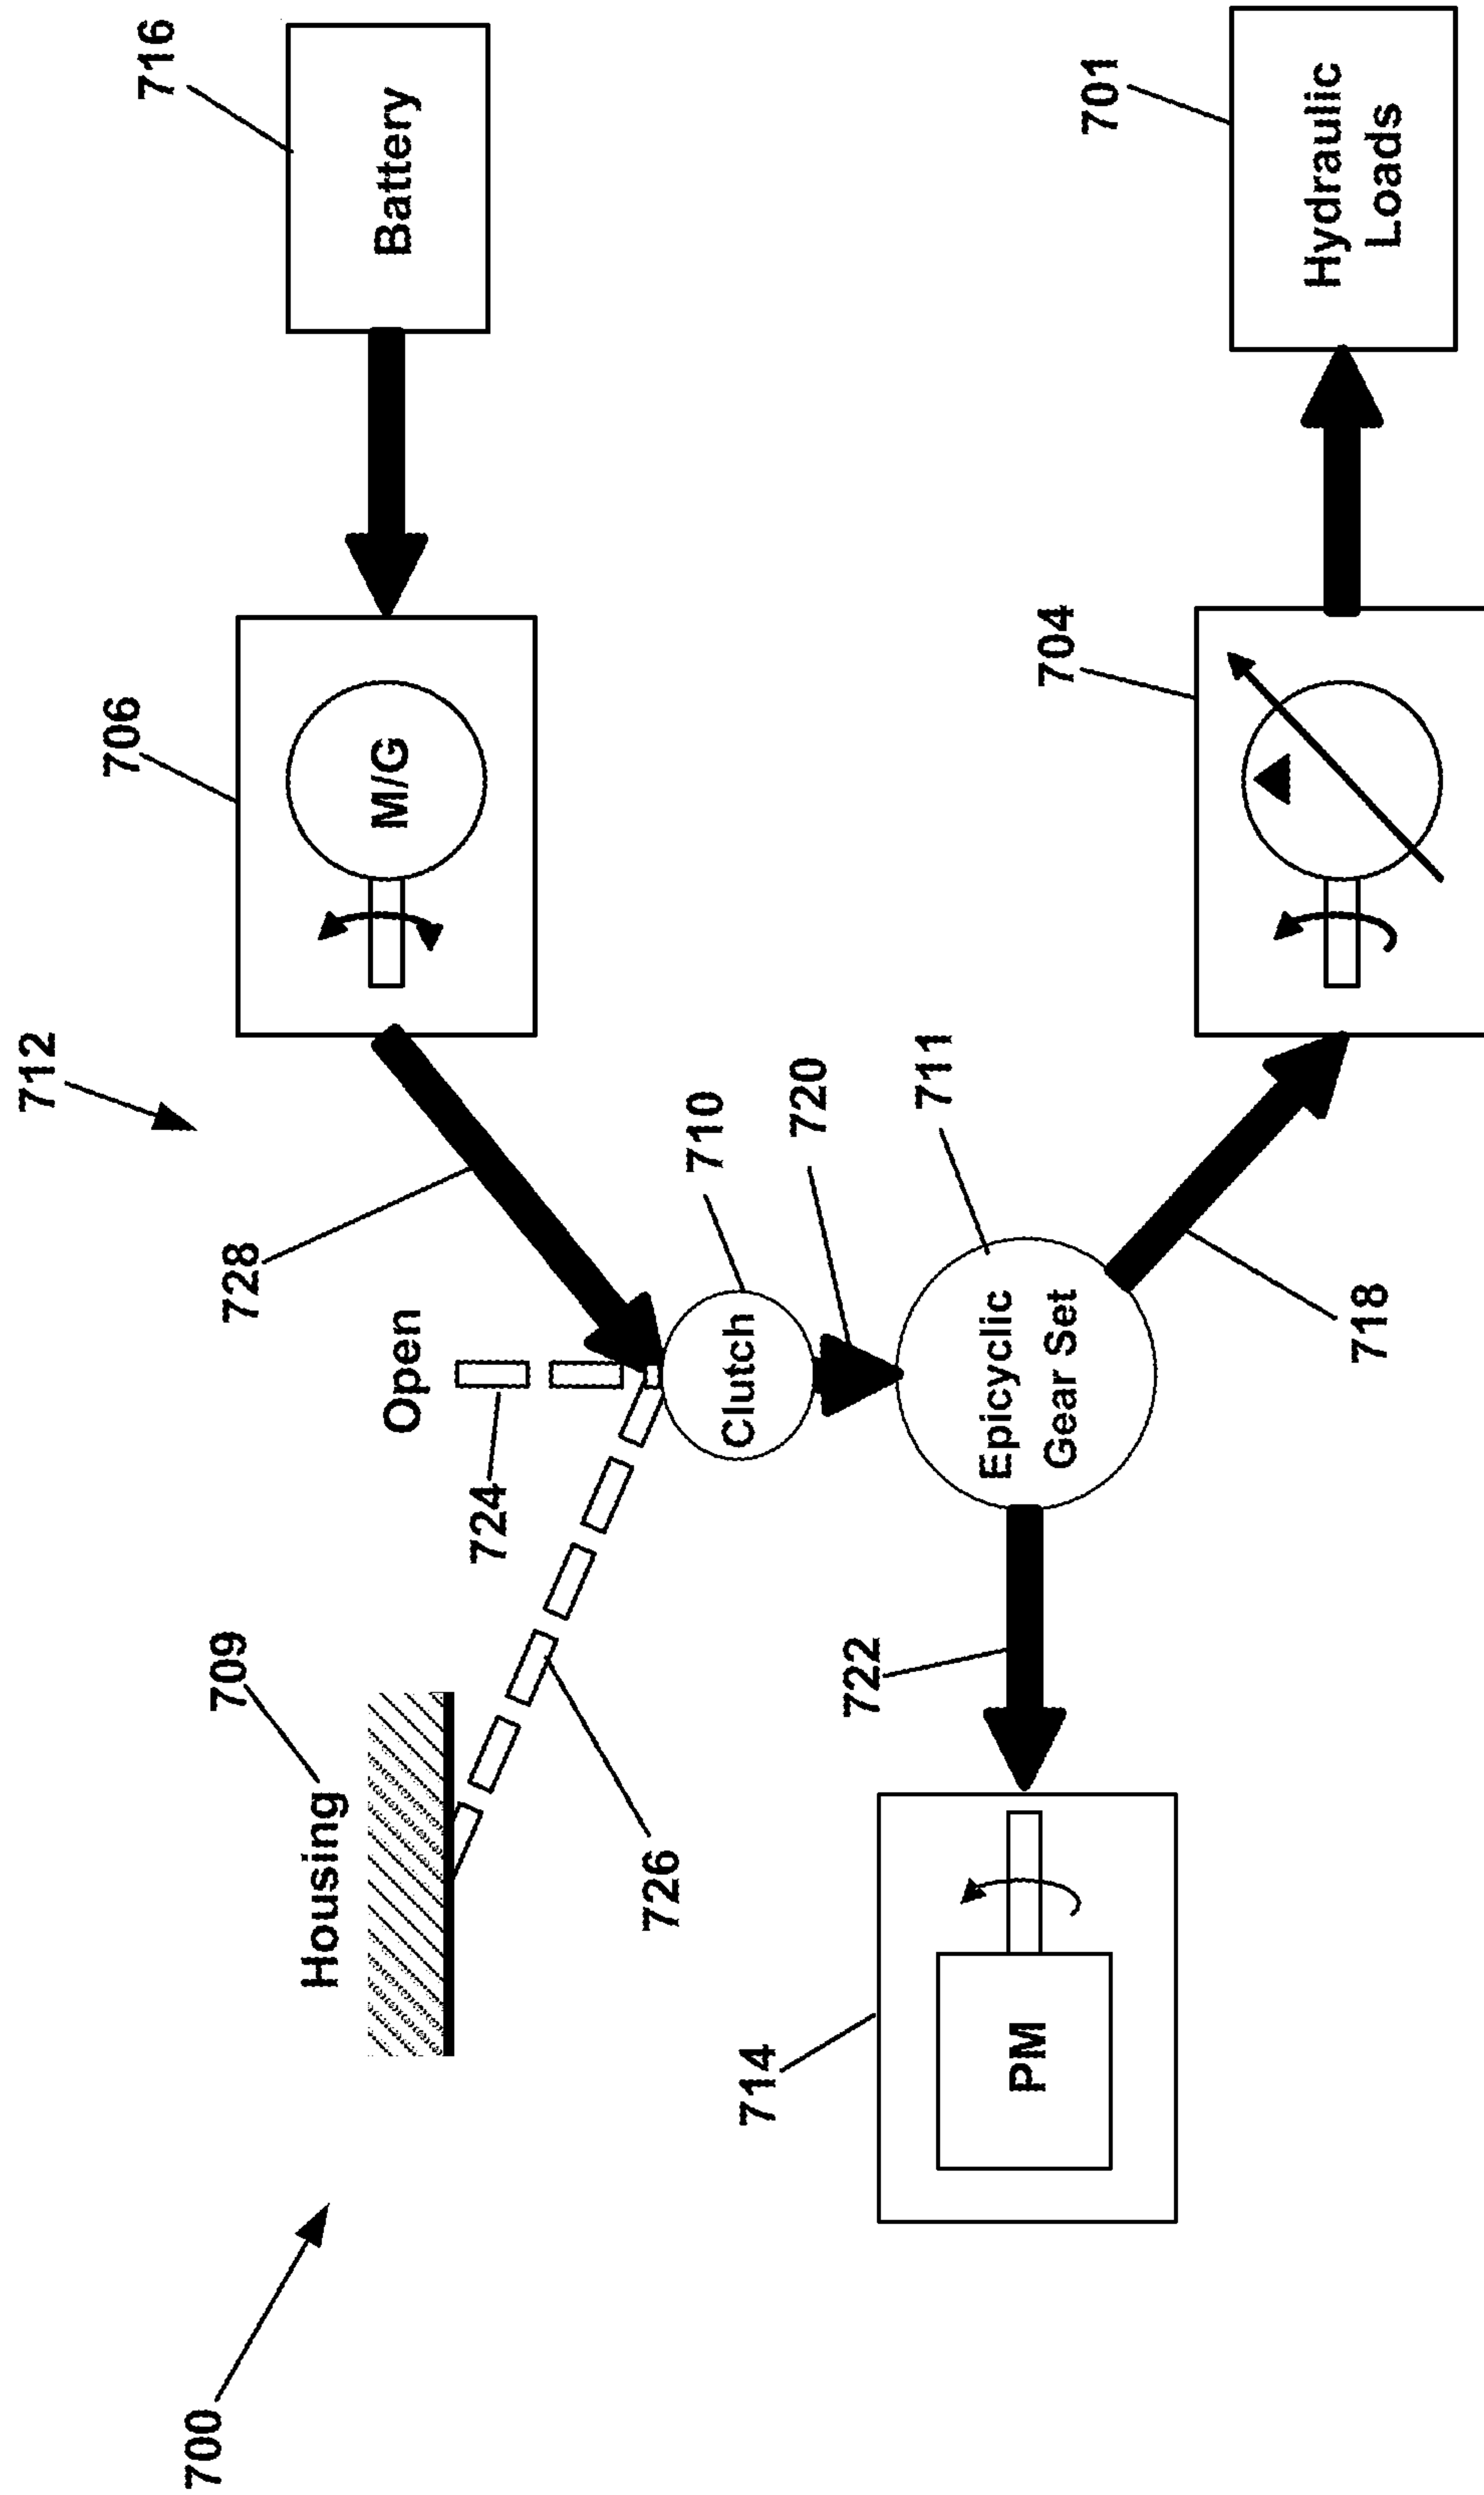 712
706
716
700
709
728
Housing
Open
M/G
Battery
724
726
710
Clutch
714
720
722
711
Epicyclic
Gear Set
PM
704
701
Hydraulic
Loads
718